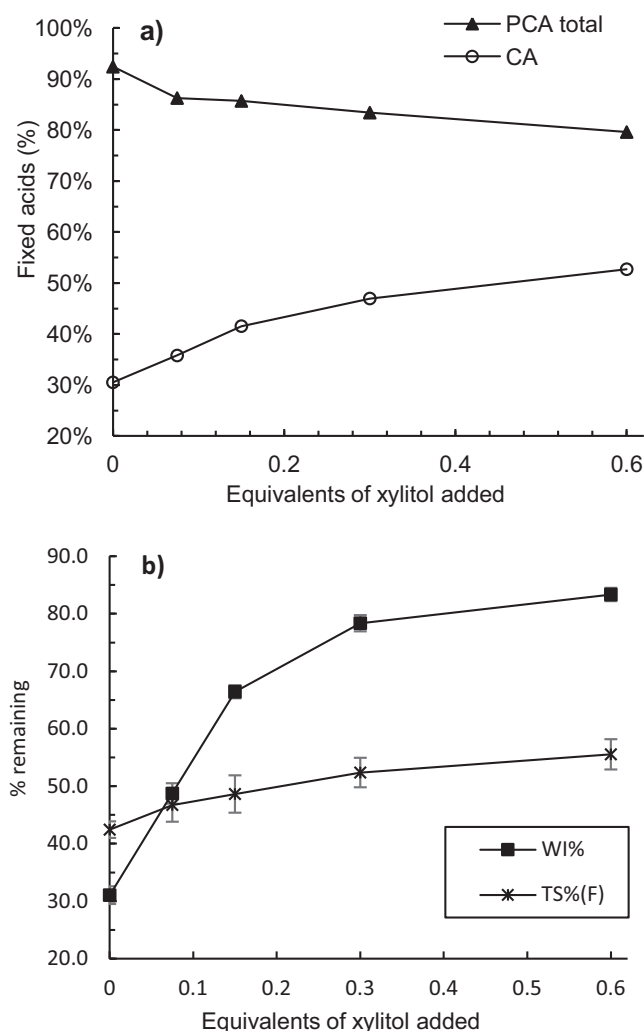 a)
PCA total
CA
100%
90%
80%
70%
60%
50%
40%
30%
20%
Fixed acids (%)
0
0.2
0.4
0.6
Equivalents of xylitol added
b)
90.0
80.0
70.0
60.0
50.0
40.0
30.0
20.0
% remaining
WI%
TS%(F)
0
0.1
0.2
0.3
0.4
0.5
0.6
Equivalents of xylitol added